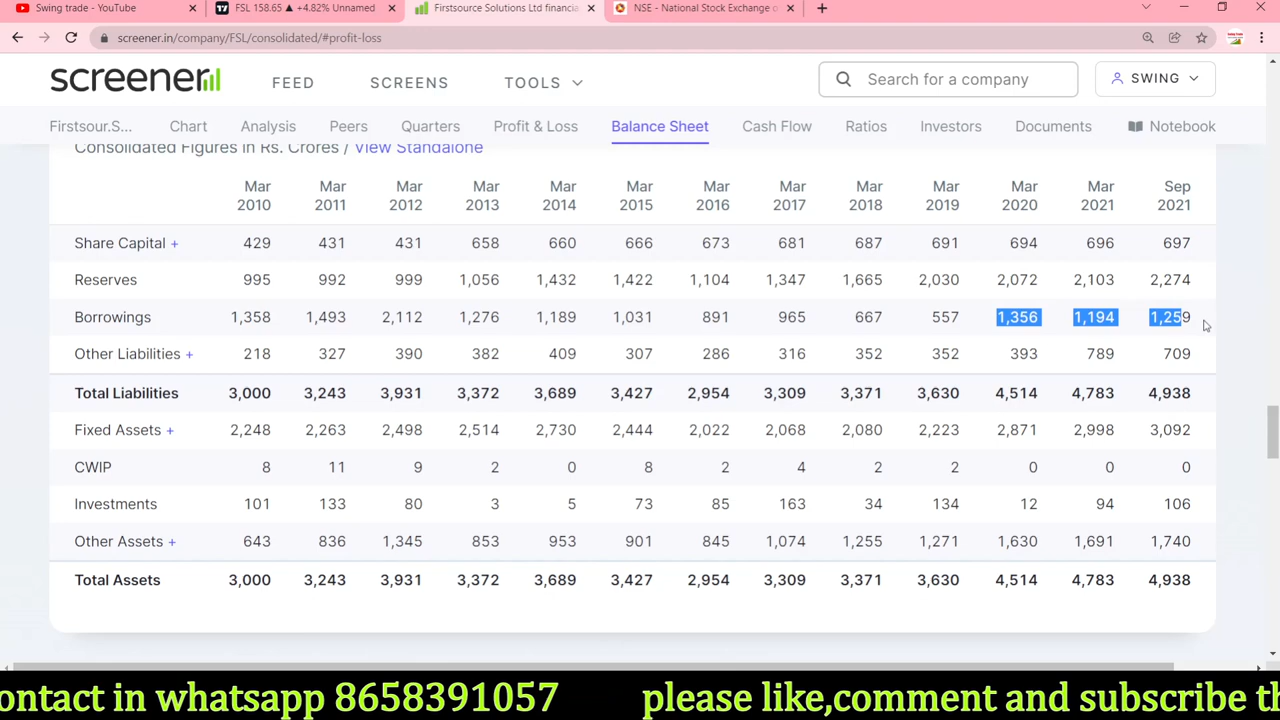 Swing trade - YouTube
FSL 158.65 ▲ +4.82% Unnamed
Firstsource Solutions Ltd financia
NSE - National Stock Exchange o
screener.in/company/FSL/consolidated/#profit-loss
screener FEED SCREENS TOOLS Search for a company SWING
Firstsour.S... Chart Analysis Peers Quarters Profit & Loss Balance Sheet Cash Flow Ratios Investors Documents Notebook
Consolidated Figures in Rs. Crores / View Standalone
Mar Mar Mar Mar Mar Mar Mar Mar Mar Mar Mar Mar Sep
2010 2011 2012 2013 2014 2015 2016 2017 2018 2019 2020 2021 2021
Share Capital + 429 431 431 658 660 666 673 681 687 691 694 696 697
Reserves 995 992 999 1,056 1,432 1,422 1,104 1,347 1,665 2,030 2,072 2,103 2,274
Borrowings 1,358 1,493 2,112 1,276 1,189 1,031 891 965 667 557 1,356 1,194 1,259
Other Liabilities + 218 327 390 382 409 307 286 316 352 352 393 789 709
Total Liabilities 3,000 3,243 3,931 3,372 3,689 3,427 2,954 3,309 3,371 3,630 4,514 4,783 4,938
Fixed Assets + 2,248 2,263 2,498 2,514 2,730 2,444 2,022 2,068 2,080 2,223 2,871 2,998 3,092
CWIP 8 11 9 2 0 8 2 4 2 2 0 0 0
Investments 101 133 80 3 5 73 85 163 34 134 12 94 106
Other Assets + 643 836 1,345 853 953 901 845 1,074 1,255 1,271 1,630 1,691 1,740
Total Assets 3,000 3,243 3,931 3,372 3,689 3,427 2,954 3,309 3,371 3,630 4,514 4,783 4,938
ontact in whatsapp 8658391057 please like,comment and subscribe th